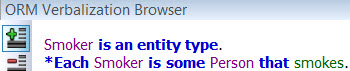 ORM Verbalization Browser
Smoker is an entity type.
*Each Smoker is some Person that smokes.